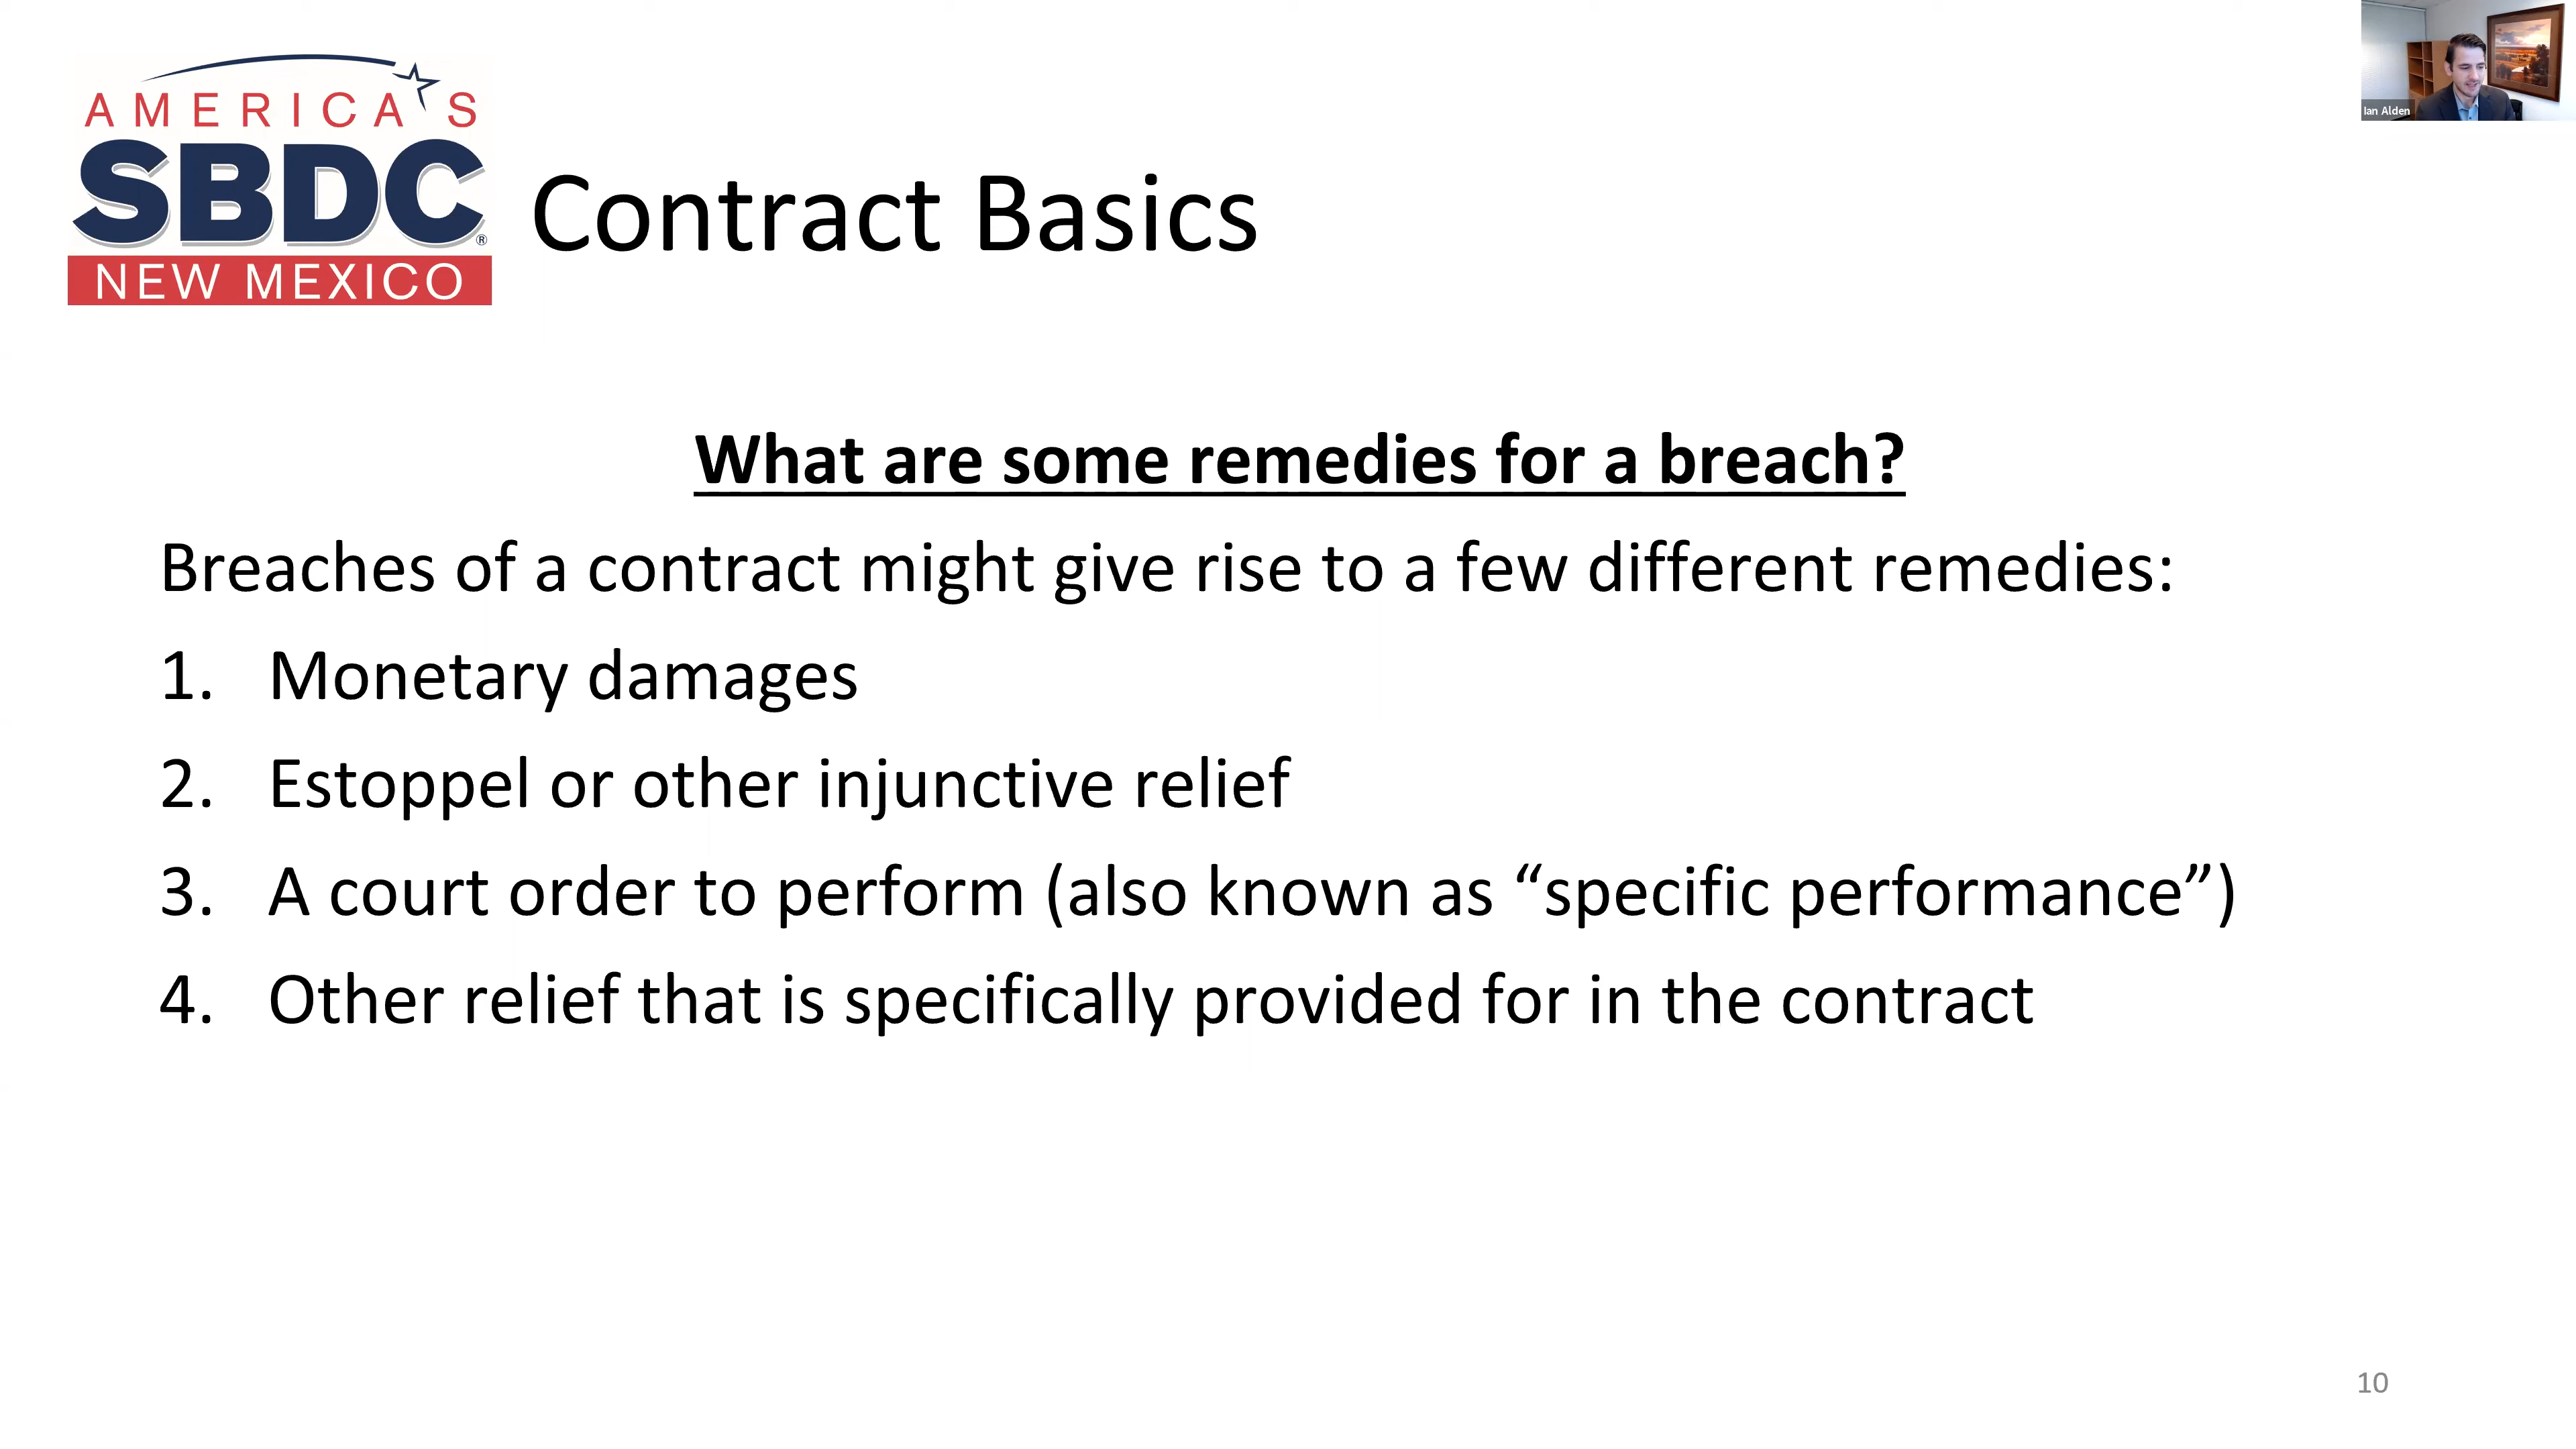 AMERICA'S
SBDC®
NEW MEXICO
Contract Basics
Ian Alden
What are some remedies for a breach?
Breaches of a contract might give rise to a few different remedies:
1. Monetary damages
2. Estoppel or other injunctive relief
3. A court order to perform (also known as “specific performance”)
4. Other relief that is specifically provided for in the contract
10